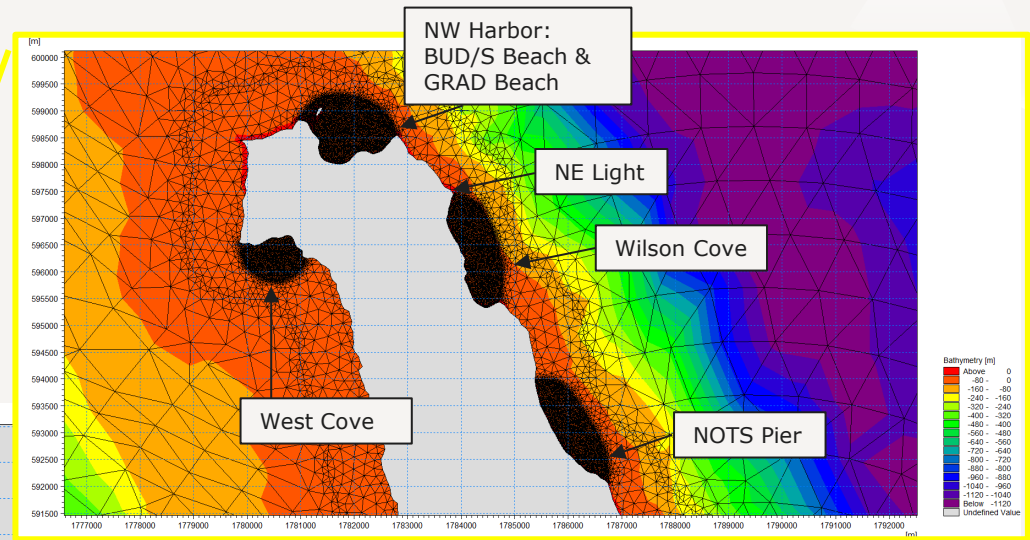 NW Harbor:
BUD/S Beach &
GRAD Beach
[m]
600000
599500
599000
598500
598000
597500
597000
596500
596000
595500
595000
594500
594000
593500
593000
592500
592000
591500
NE Light
Wilson Cove
West Cove
NOTS Pier
1777000 1778000 1779000 1780000 1781000 1782000 1783000 1784000 1785000 1786000 1787000 1788000 1789000 1790000 1791000 1792000
[m]
Bathymetry [m]
Above 0
-80 - 0
-160 - -80
-240 - -160
-320 - -240
-400 - -320
-480 - -400
-560 - -480
-640 - -560
-720 - -640
-800 - -720
-880 - -800
-960 - -880
-1040 - -960
-1120 - -1040
Below -1120
Undefined Value